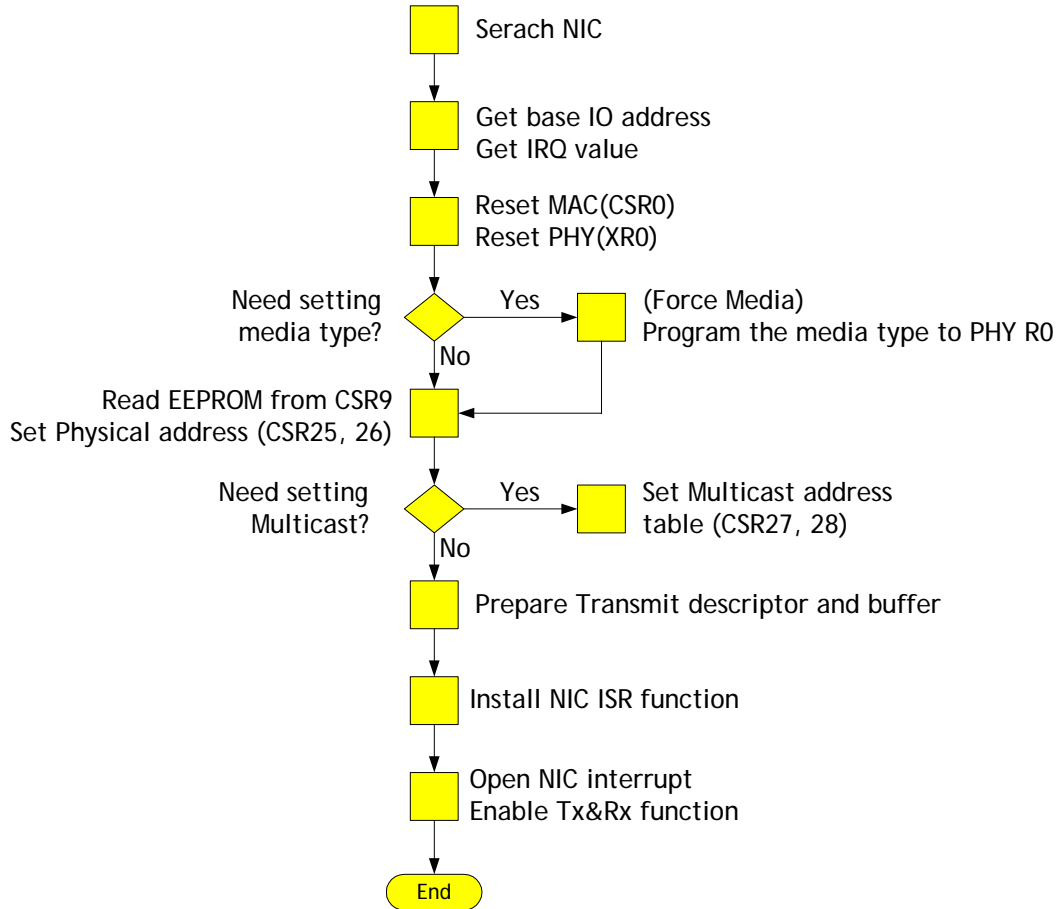 Serach NIC
Get base IO address
Get IRQ value
Reset MAC(CSR0)
Reset PHY(XR0)
Need setting
media type?
Yes
(Force Media)
Program the media type to PHY R0
No
Read EEPROM from CSR9
Set Physical address (CSR25, 26)
Need setting
Multicast?
Yes
Set Multicast address
table (CSR27, 28)
No
Prepare Transmit descriptor and buffer
Install NIC ISR function
Open NIC interrupt
Enable Tx&Rx function
End